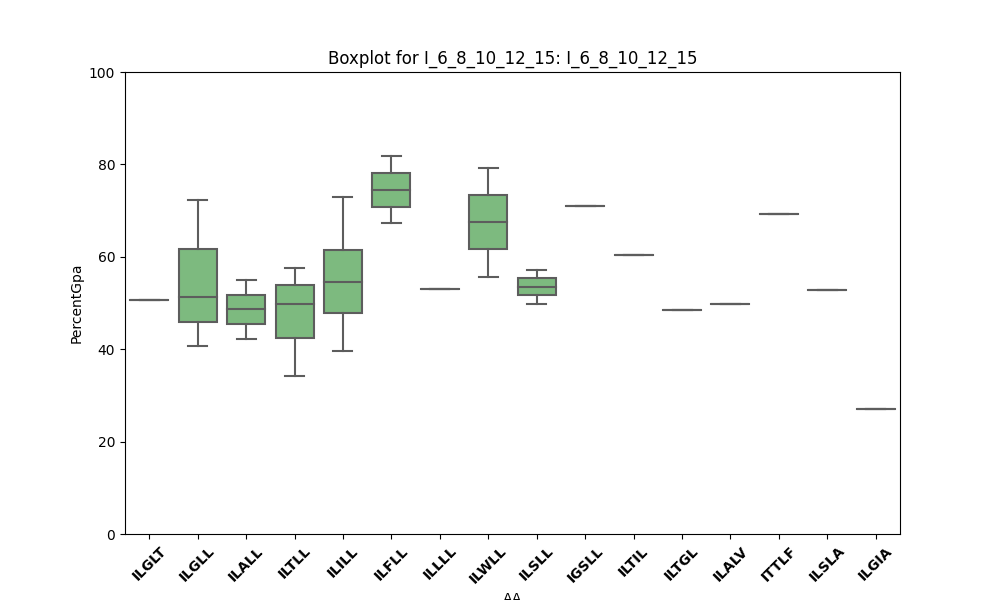 Boxplot for I_6_8_10_12_15: I_6_8_10_12_15
100
80
60
40
20
0
PercentGpa
ILGLT
ILGLL
ILALL
ILTLL
ILILL
ILFLL
ILLLL
ILWLL
ILSLL
IGSLL
ILTIL
ILTGL
ILALV
ITTLF
ILSLA
ILGIA
AA